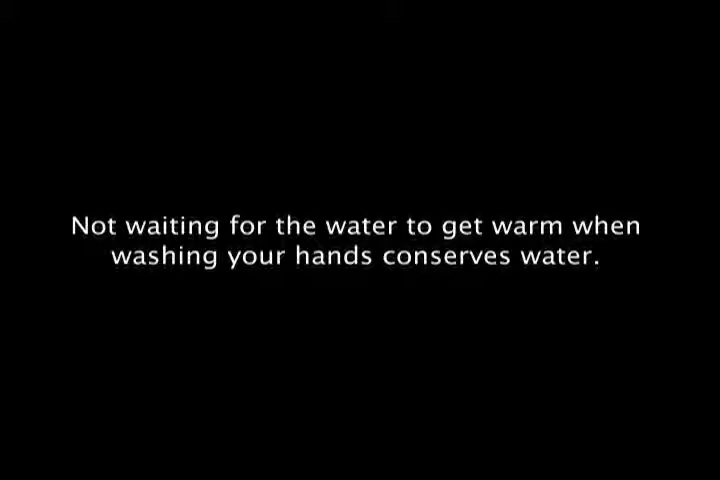 Not waiting for the water to get warm when
washing your hands conserves water.